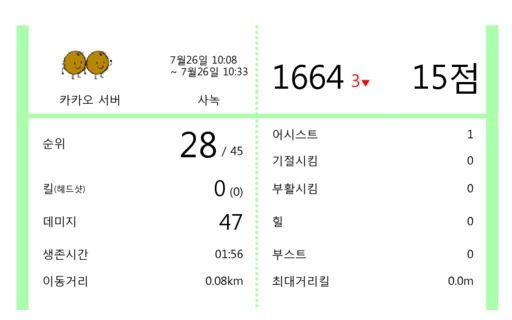 7월26일 10:08
~ 7월26일 10:33
카카오 서버
사녹
1664 3▼
15점
순위 28 / 45
킬(헤드샷) 0 (0)
데미지 47
생존시간 01:56
이동거리 0.08km
어시스트 1
기절시킴 0
부활시킴 0
힐 0
부스트 0
최대거리킬 0.0m